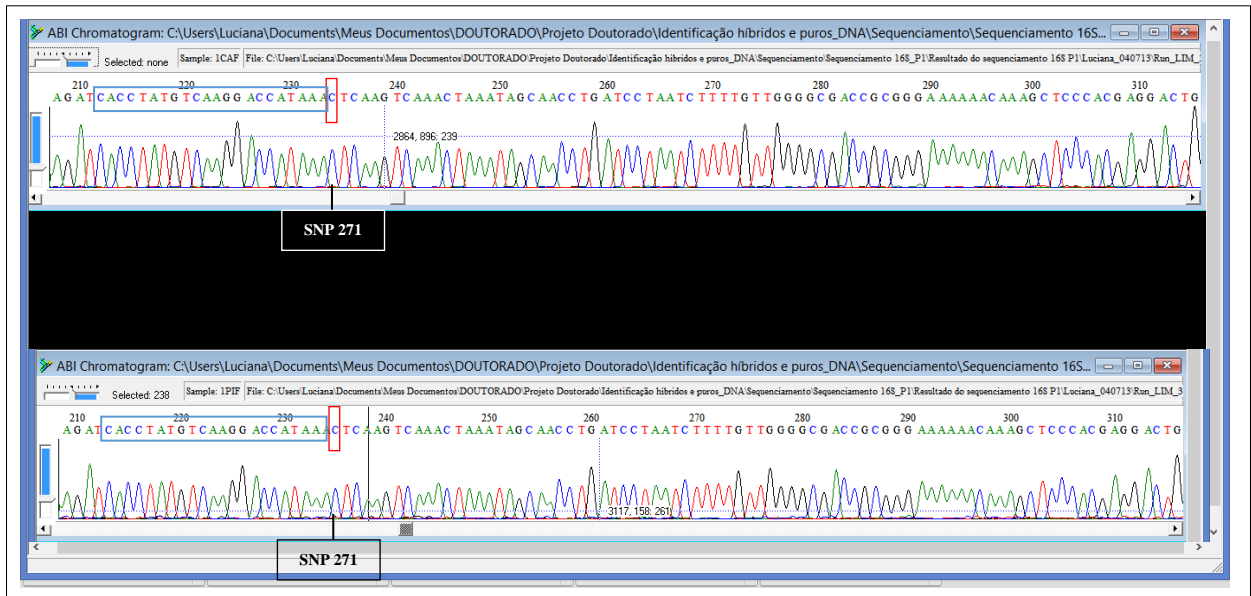 ABI Chromatogram: C:\Users\Luciana\Documents\Meus Documentos\DOUTORADO\Projeto Doutorado\Identificação híbridos e puros_DNA\Sequenciamento\Sequenciamento 16S...
Selected: none Sample: 1CAF File: C:\Users\Luciana\Documents\Meus Documentos\DOUTORADO\Projeto Doutorado\Identificação híbridos e puros_DNA\Sequenciamento\Sequenciamento 16S_P1\Resultado do sequenciamento 16S P1\Luciana_040713\Run_LIM_
210 220 230 240 250 260 270 280 290 300 310
AGATCACCTATGTCAAGGACCATAAACTCAAGTCAAACTAAATAGCAACCTGATCCTAATCTTTTGTTGGGGCGACCGCGGGAAAAAACAAAGCTCCCACGAGGACTG
2864, 896: 239
SNP 271
ABI Chromatogram: C:\Users\Luciana\Documents\Meus Documentos\DOUTORADO\Projeto Doutorado\Identificação híbridos e puros_DNA\Sequenciamento\Sequenciamento 16S...
Selected: 238 Sample: 1PIF File: C:\Users\Luciana\Documents\Meus Documentos\DOUTORADO\Projeto Doutorado\Identificação híbridos e puros_DNA\Sequenciamento\Sequenciamento 16S_P1\Resultado do sequenciamento 16S P1\Luciana_040713\Run_LIM_3
210 220 230 240 250 260 270 280 290 300 310
AGATCACCTATGTCAAGGACCATAAACTCAAGTCAAACTAAATAGCAACCTGATCCTAATCTTTTGTTGGGGCGACCGCGGGAAAAAACAAAGCTCCCACGAGGACTG
3117, 158: 261
SNP 271